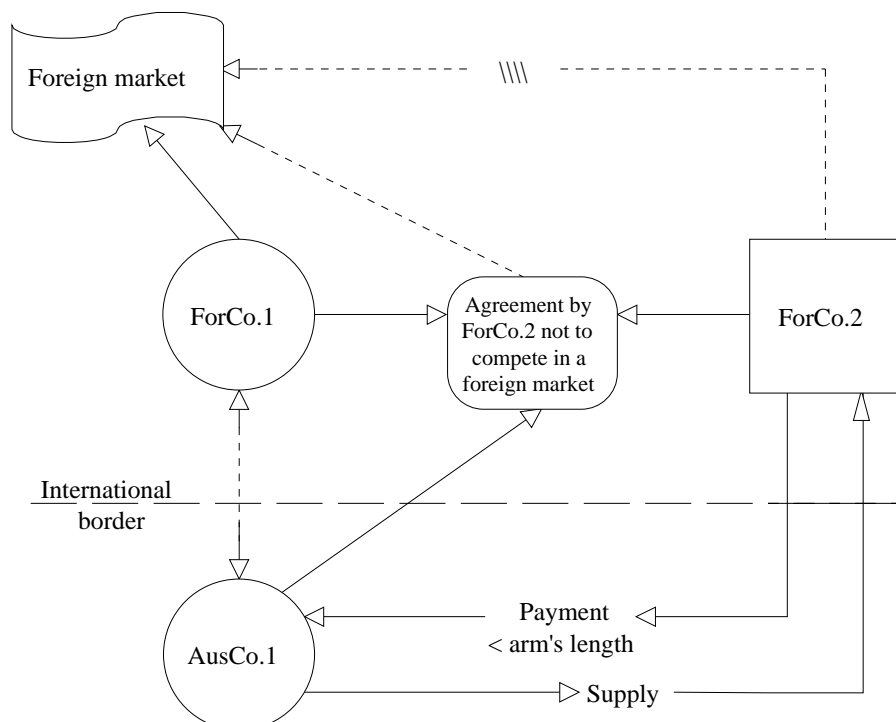 Foreign market
ForCo.1
Agreement by
ForCo.2 not to
compete in a
foreign market
ForCo.2
International
border
Payment
< arm's length
AusCo.1
Supply